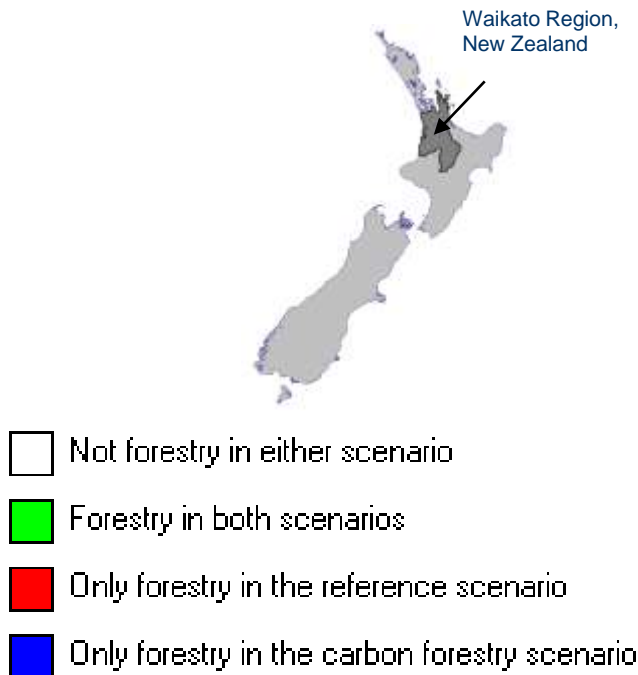 Waikato Region,
New Zealand
Not forestry in either scenario
Forestry in both scenarios
Only forestry in the reference scenario
Only forestry in the carbon forestry scenario